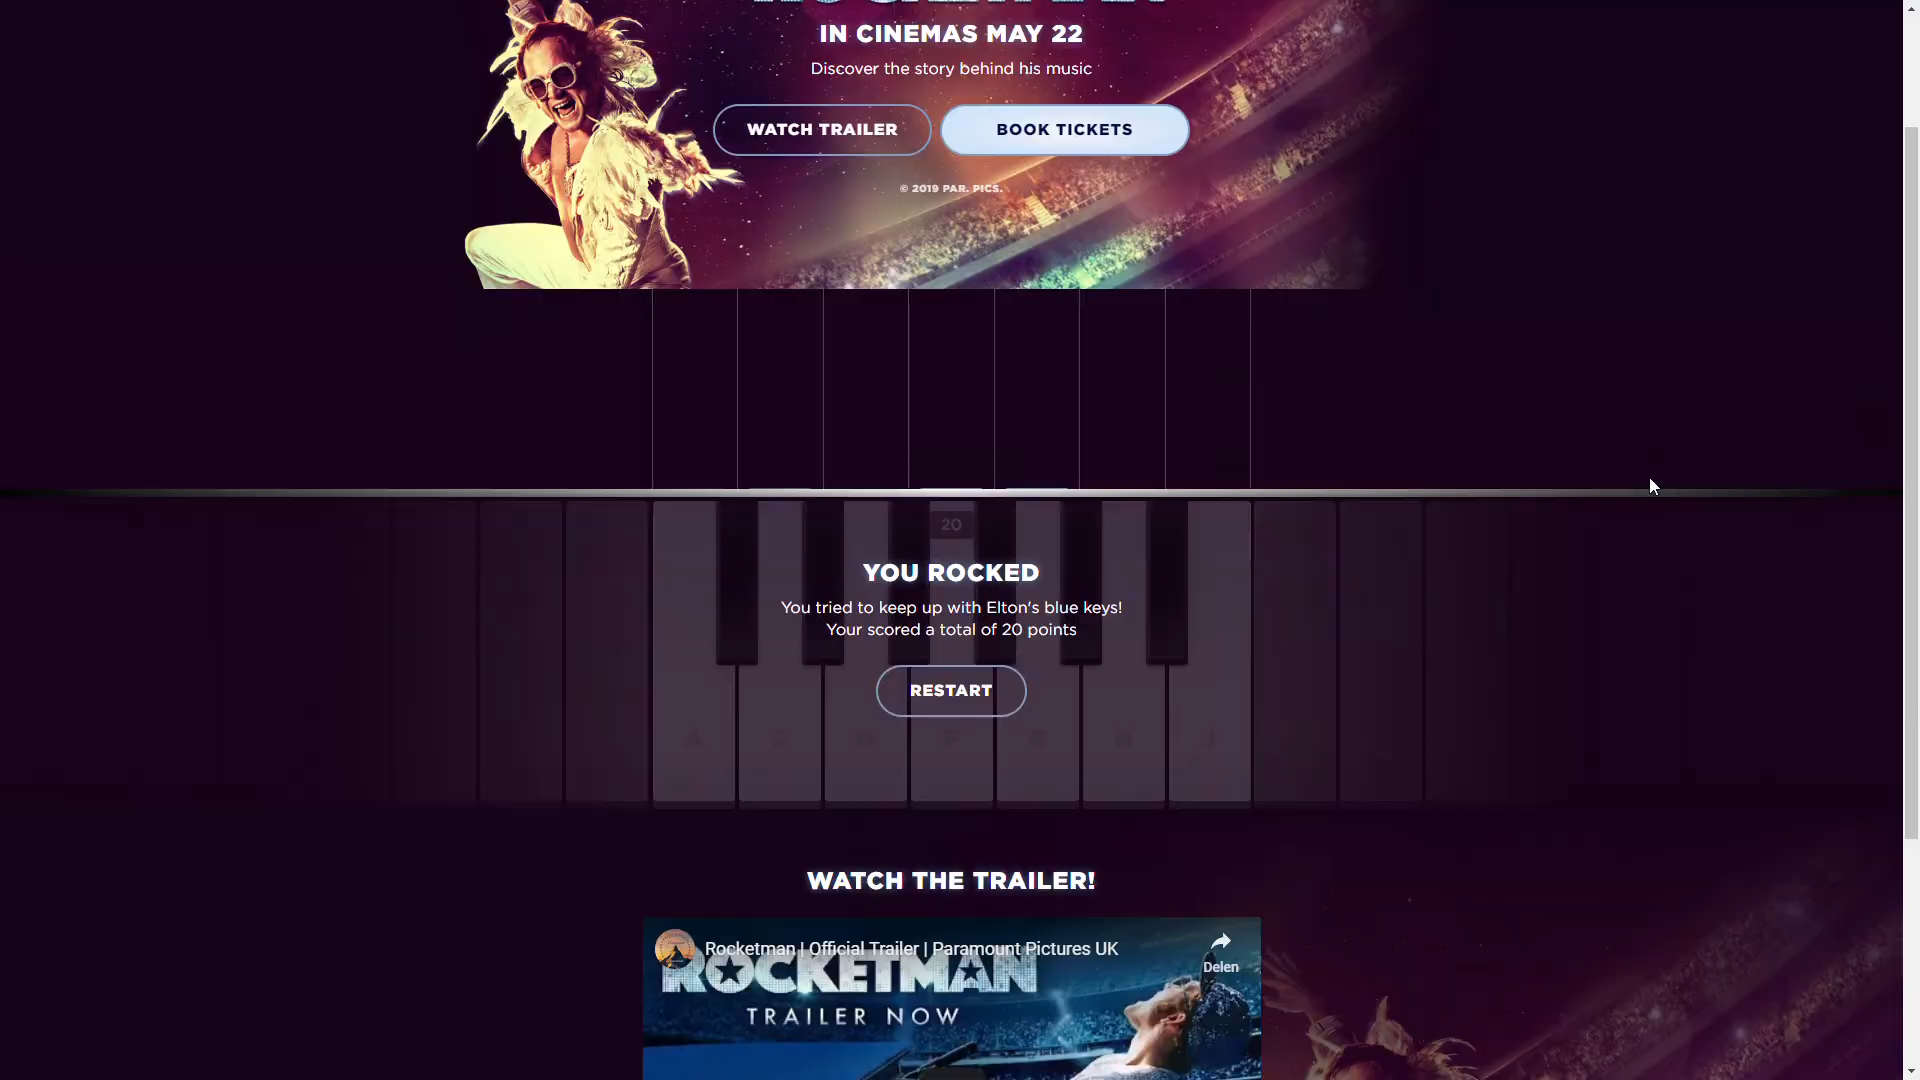 IN CINEMAS MAY 22
Discover the story behind his music
WATCH TRAILER
BOOK TICKETS
© 2019 PAR. PICS.
20
YOU ROCKED
You tried to keep up with Elton's blue keys!
Your scored a total of 20 points
RESTART
A S D F G H J
WATCH THE TRAILER!
Rocketman | Official Trailer | Paramount Pictures UK
Delen
ROCKETMAN
TRAILER NOW